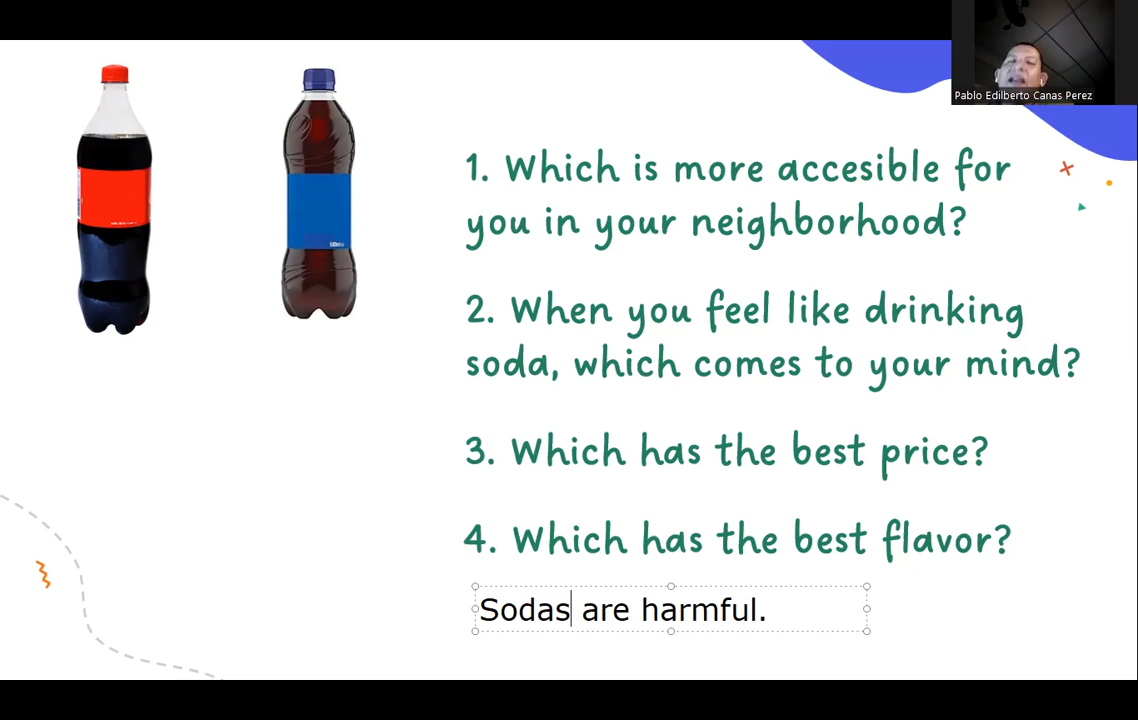 Pablo Edilberto Canas Perez
1. Which is more accesible for
you in your neighborhood?
2. When you feel like drinking
soda, which comes to your mind?
3. Which has the best price?
4. Which has the best flavor?
Sodas are harmful.